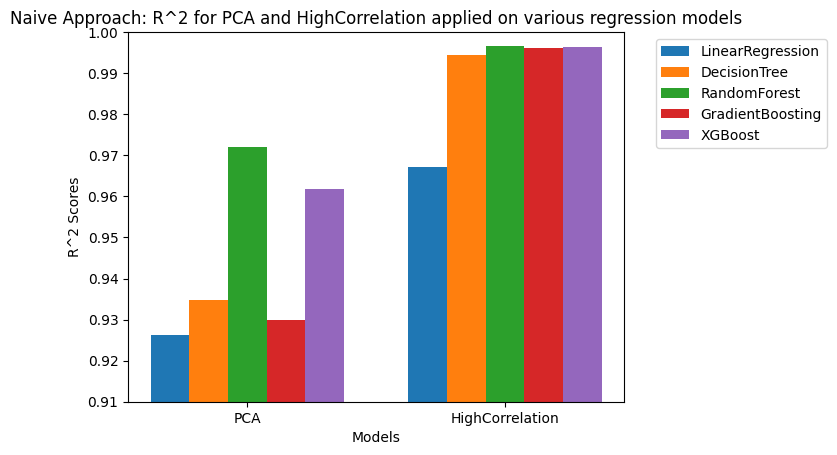 Naive Approach: R^2 for PCA and HighCorrelation applied on various regression models
1.00
0.99
0.98
0.97
0.96
0.95
0.94
0.93
0.92
0.91
R^2 Scores
PCA
HighCorrelation
Models
LinearRegression
DecisionTree
RandomForest
GradientBoosting
XGBoost